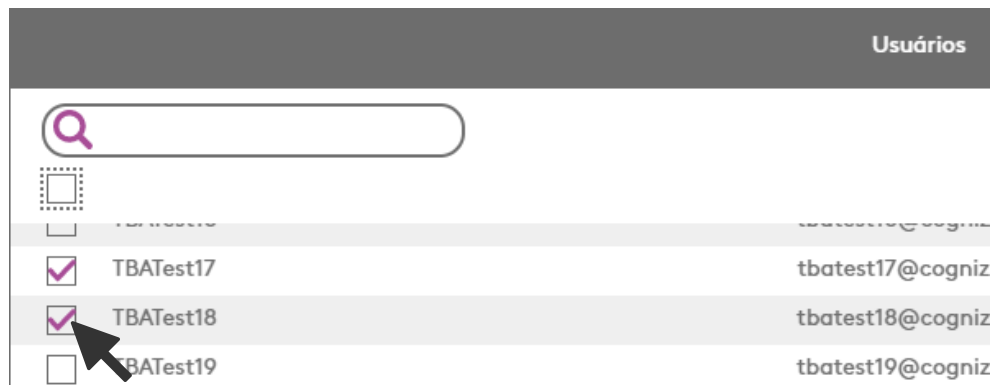 Usuários
TBATest17 tbatest17@cogniz
TBATest18 tbatest18@cogniz
TBATest19 tbatest19@cogniz